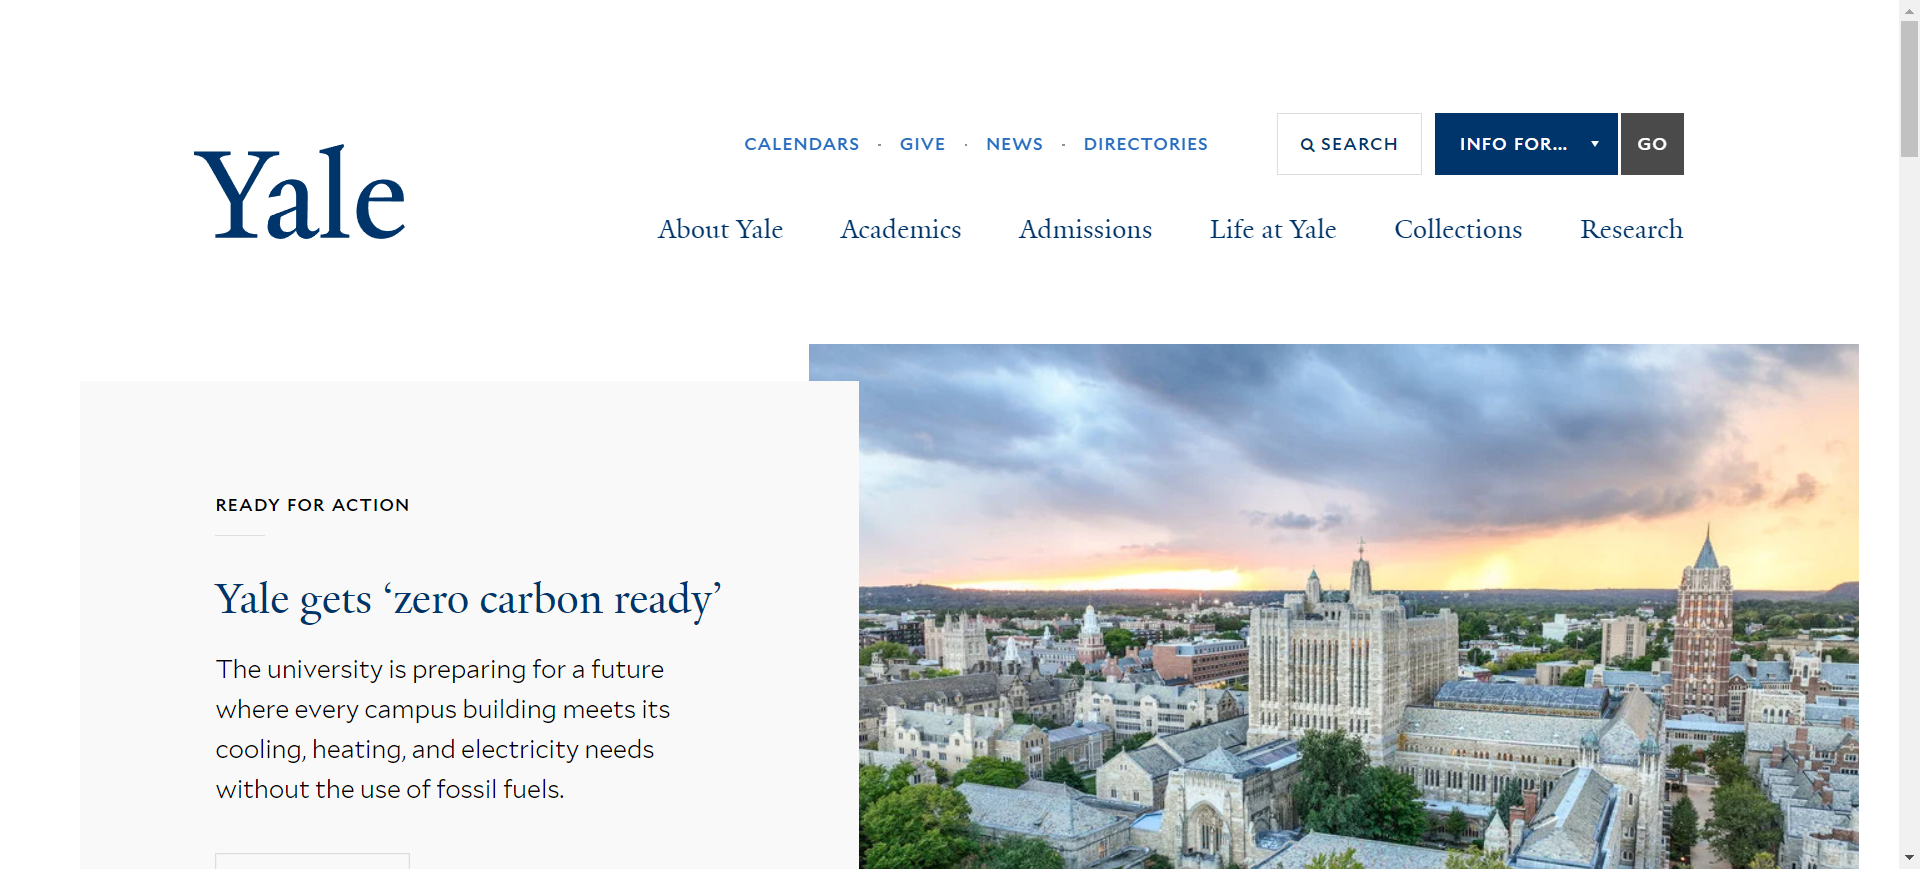 Yale
CALENDARS · GIVE · NEWS · DIRECTORIES
SEARCH
INFO FOR...
GO
About Yale
Academics
Admissions
Life at Yale
Collections
Research
READY FOR ACTION
Yale gets ‘zero carbon ready’
The university is preparing for a future
where every campus building meets its
cooling, heating, and electricity needs
without the use of fossil fuels.